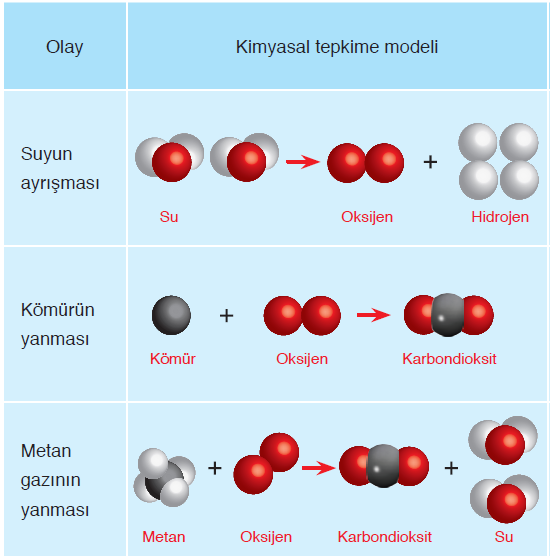 Olay
Kimyasal tepkime modeli
Suyun
ayrışması
+
Su
Oksijen
Hidrojen
Kömürün
yanması
+
Kömür
Oksijen
Karbondioksit
Metan
gazının
yanması
+
+
Metan
Oksijen
Karbondioksit
Su